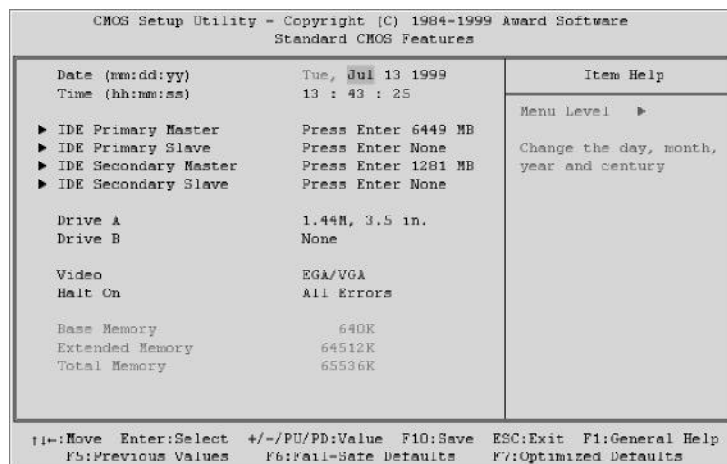 CMOS Setup Utility - Copyright (C) 1984-1999 Award Software
Standard CMOS Features
Date (mm:dd:yy) Tue, Jul 13 1999
Time (hh:mm:ss) 13 : 43 : 25
▶ IDE Primary Master Press Enter 6449 MB
▶ IDE Primary Slave Press Enter None
▶ IDE Secondary Master Press Enter 1281 MB
▶ IDE Secondary Slave Press Enter None
Drive A 1.44M, 3.5 in.
Drive B None
Video EGA/VGA
Halt On All Errors
Base Memory 640K
Extended Memory 64512K
Total Memory 65536K
Item Help
Menu Level ▶
Change the day, month,
year and century
↑↓←:Move Enter:Select +/-/PU/PD:Value F10:Save ESC:Exit F1:General Help
F5:Previous Values F6:Fail-Safe Defaults F7:Optimized Defaults